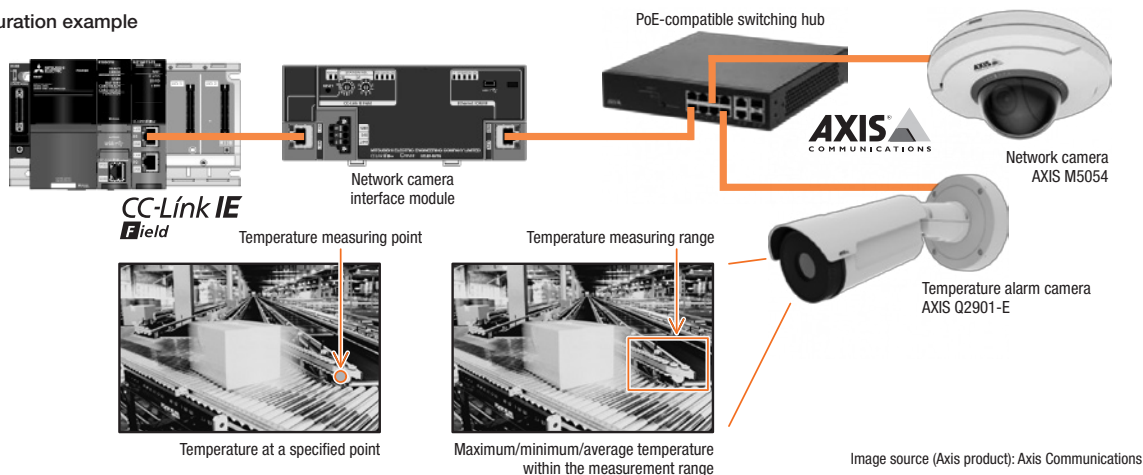 uration example
PoE-compatible switching hub
AXIS
COMMUNICATIONS
Network camera
AXIS M5054
Network camera
interface module
CC-Link IE
Field
Temperature measuring point
Temperature measuring range
Temperature alarm camera
AXIS Q2901-E
Temperature at a specified point
Maximum/minimum/average temperature
within the measurement range
Image source (Axis product): Axis Communications